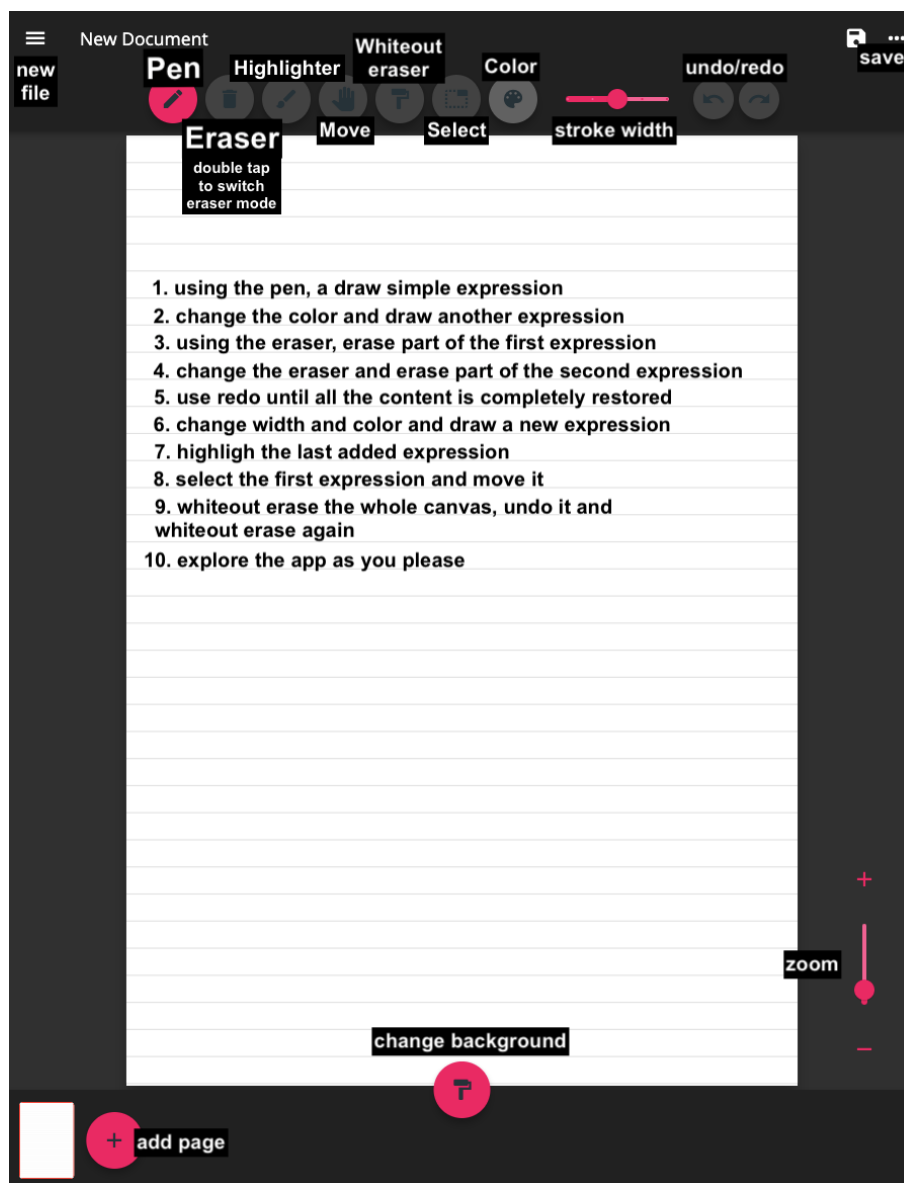 New Document
new
file
Pen
Highlighter
Whiteout
eraser
Color
undo/redo
save
Eraser
double tap
to switch
eraser mode
Move
Select
stroke width
1. using the pen, a draw simple expression
2. change the color and draw another expression
3. using the eraser, erase part of the first expression
4. change the eraser and erase part of the second expression
5. use redo until all the content is completely restored
6. change width and color and draw a new expression
7. highligh the last added expression
8. select the first expression and move it
9. whiteout erase the whole canvas, undo it and
whiteout erase again
10. explore the app as you please
zoom
change background
add page